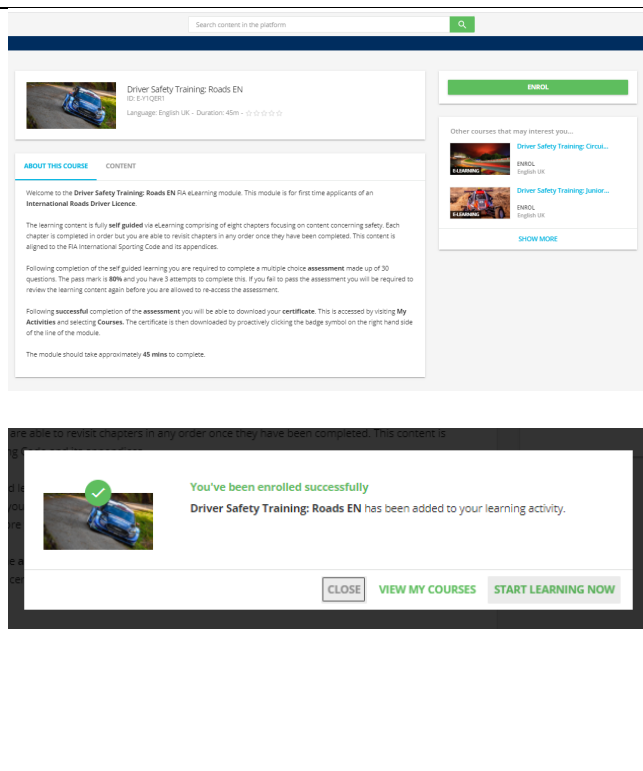 Search content in the platform
Driver Safety Training: Roads EN
ID: E-Y1QER1
Language: English UK - Duration: 45m -
ENROL
Other courses that may interest you...
Driver Safety Training: Circui...
ENROL
English UK
E-LEARNING
Driver Safety Training: Junior...
ENROL
English UK
E-LEARNING
SHOW MORE
ABOUT THIS COURSE CONTENT
Welcome to the Driver Safety Training: Roads EN FIA eLearning module. This module is for first time applicants of an
International Roads Driver Licence.
The learning content is fully self guided via eLearning comprising of eight chapters focusing on content concerning safety. Each
chapter is completed in order but you are able to revisit chapters in any order once they have been completed. This content is
aligned to the FIA International Sporting Code and its appendices.
Following completion of the self guided learning you are required to complete a multiple choice assessment made up of 30
questions. The pass mark is 80% and you have 3 attempts to complete this. If you fail to pass the assessment you will be required to
review the learning content again before you are allowed to re-access the assessment.
Following successful completion of the assessment you will be able to download your certificate. This is accessed by visiting My
Activities and selecting Courses. The certificate is then downloaded by proactively clicking the badge symbol on the right hand side
of the line of the module.
The module should take approximately 45 mins to complete.
are able to revisit chapters in any order once they have been completed. This content is
You've been enrolled successfully
Driver Safety Training: Roads EN has been added to your learning activity.
CLOSE VIEW MY COURSES START LEARNING NOW